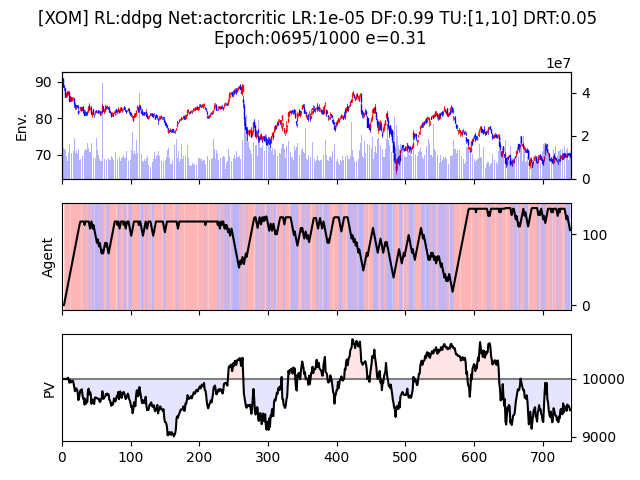 [XOM] RL:ddpg Net:actorcritic LR:1e-05 DF:0.99 TU:[1,10] DRT:0.05
Epoch:0695/1000 e=0.31
1e7
90
80
70
Env.
4
2
0
Agent
100
0
PV
10000
9000
0 100 200 300 400 500 600 700